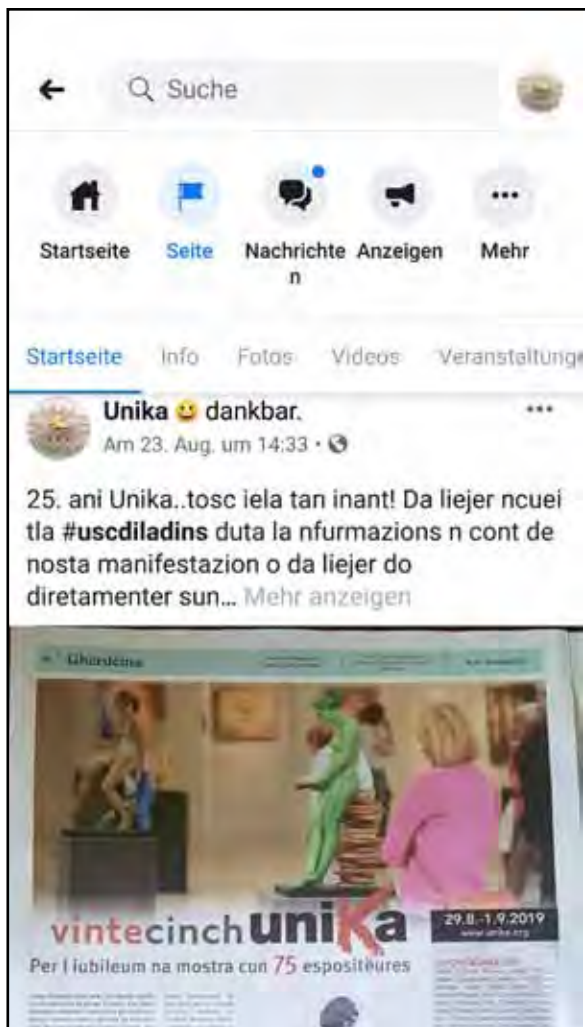 Suche
Startseite
Seite
Nachrichte
n
Anzeigen
Mehr
Startseite
Info
Fotos
Videos
Veranstaltunge
Unika 😀 dankbar.
Am 23. Aug. um 14:33 ·
25. ani Unika..tosc iela tan inant! Da liejer ncuei
tla #uscdiladins duta la nfurmazions n cont de
nosta manifestazion o da liejer do
diretamenter sun... Mehr anzeigen
Gherdëina
vintecinchuniKa
29.8.-1.9.2019
www.unika.org
Per l iubileum na mostra cun 75 espositëures